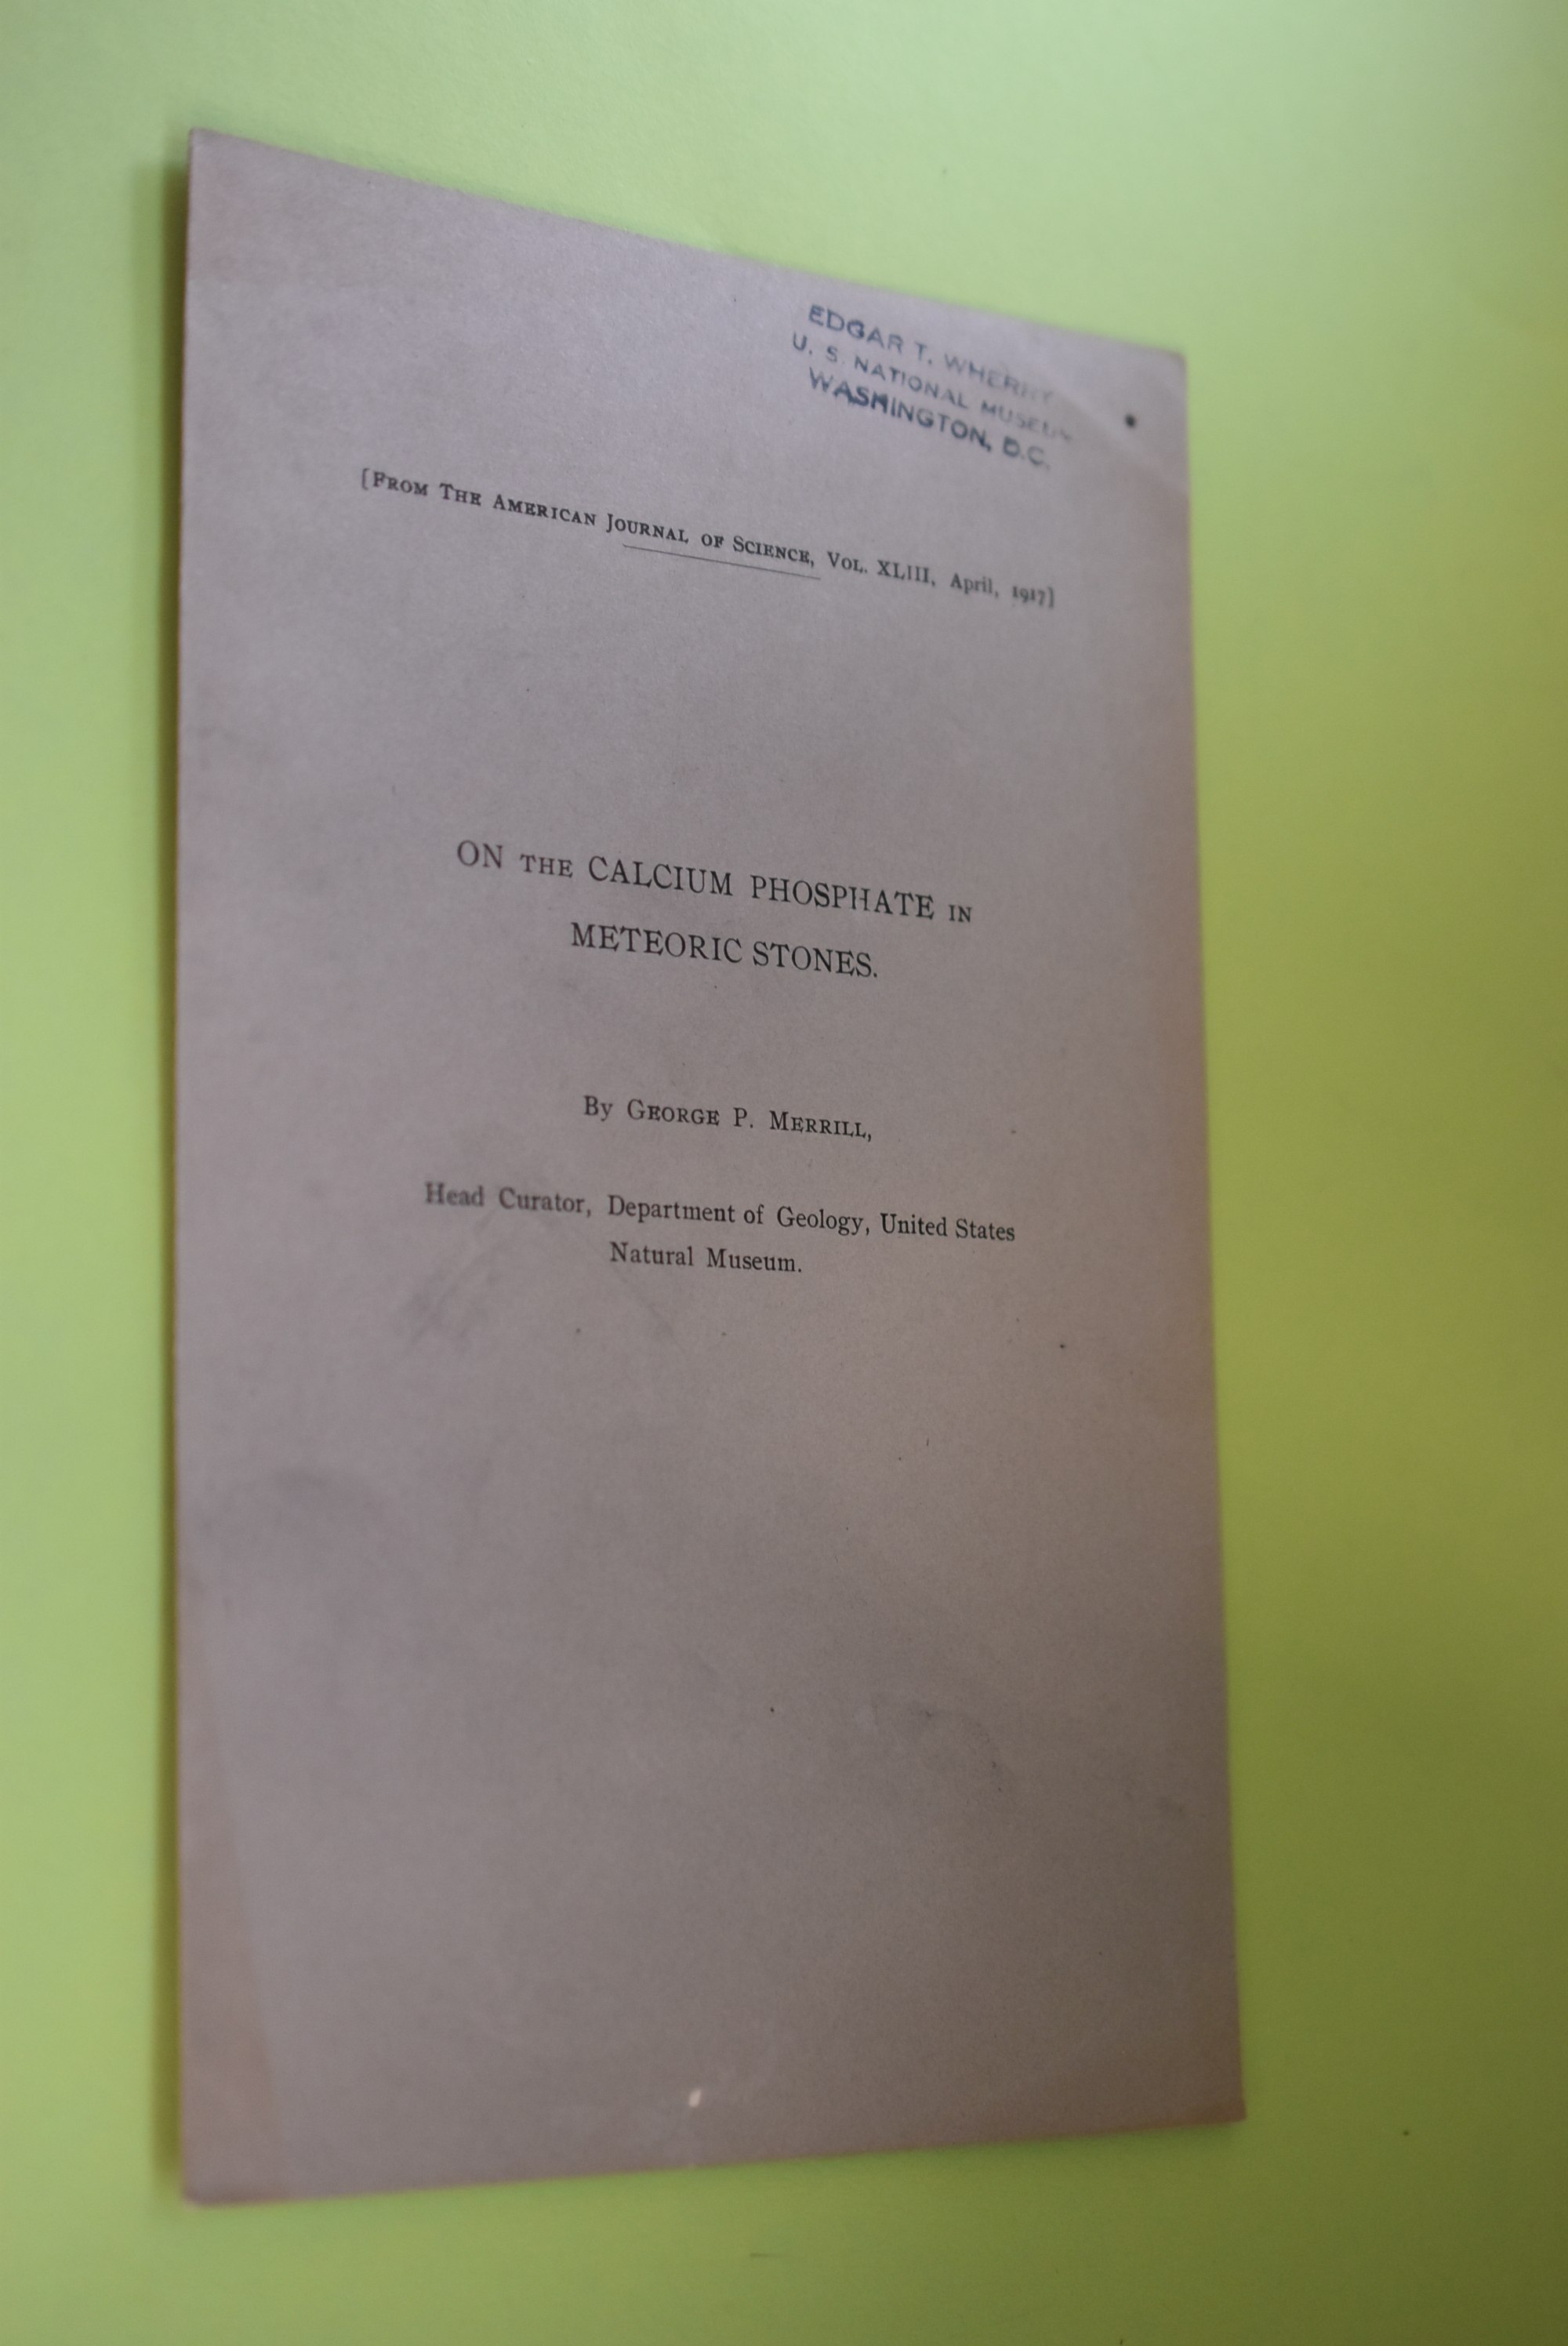 EDGAR T. WHERRY
U. S. NATIONAL MUSEUM
WASHINGTON, D.C.
[FROM THE AMERICAN JOURNAL OF SCIENCE, VOL. XLIII, April, 1917]
ON THE CALCIUM PHOSPHATE IN
METEORIC STONES.
By GEORGE P. MERRILL,
Head Curator, Department of Geology, United States
Natural Museum.